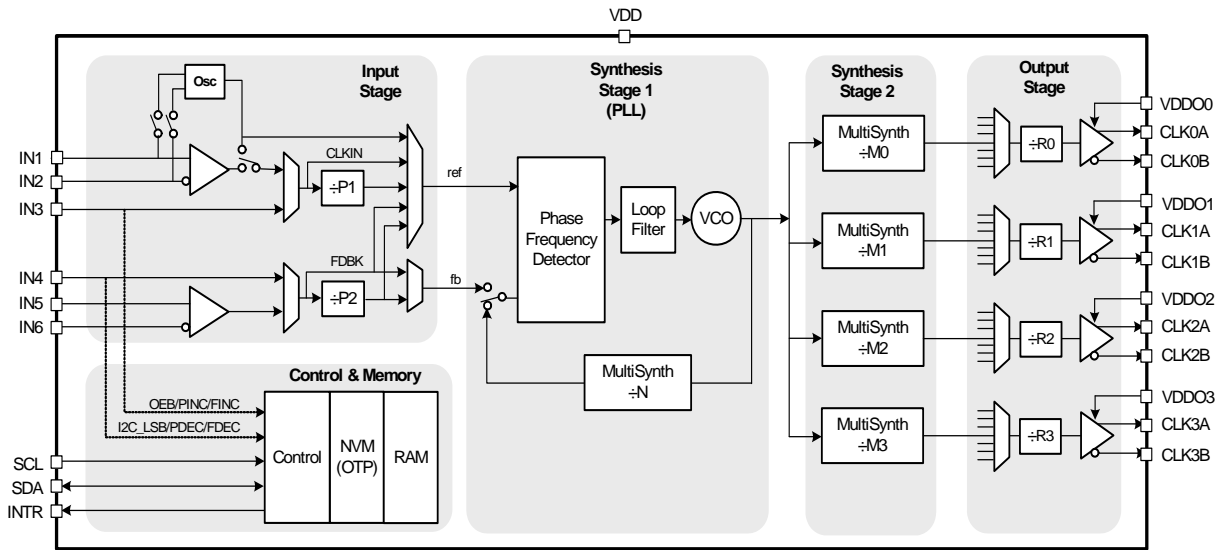 VDD
Input
Stage
Osc
IN1
IN2
IN3
CLKIN
÷P1
ref
IN4
IN5
IN6
FDBK
÷P2
fb
Synthesis
Stage 1
(PLL)
Phase
Frequency
Detector
Loop
Filter
VCO
MultiSynth
÷N
Synthesis
Stage 2
MultiSynth
÷M0
MultiSynth
÷M1
MultiSynth
÷M2
MultiSynth
÷M3
Output
Stage
÷R0
÷R1
÷R2
÷R3
VDDO0
CLK0A
CLK0B
VDDO1
CLK1A
CLK1B
VDDO2
CLK2A
CLK2B
VDDO3
CLK3A
CLK3B
Control & Memory
OEB/PINC/FINC
I2C_LSB/PDEC/FDEC
Control
NVM
(OTP)
RAM
SCL
SDA
INTR